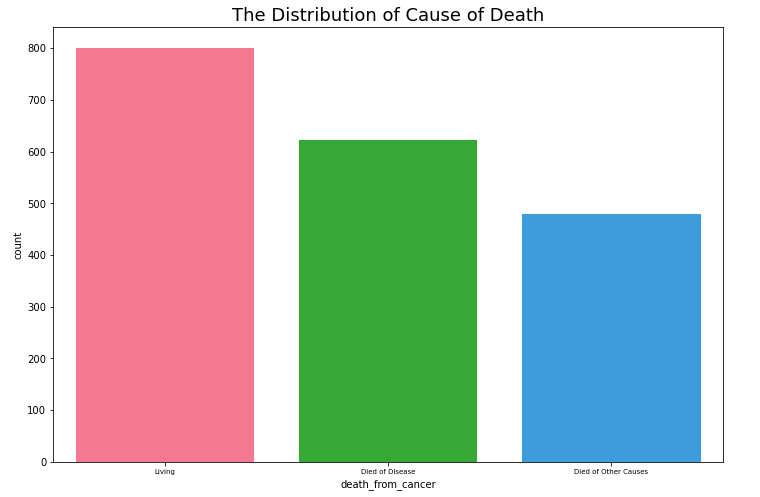 The Distribution of Cause of Death
800
700
600
500
400
300
200
100
0
count
Living
Died of Disease
Died of Other Causes
death_from_cancer